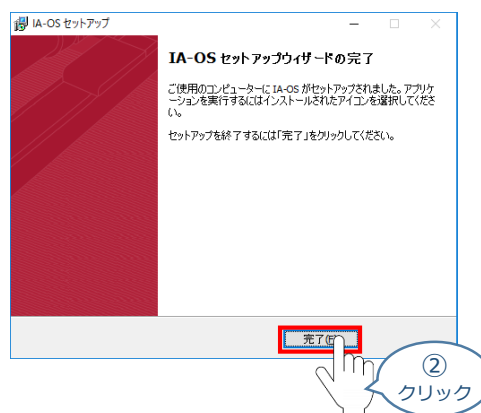 IA-OS セットアップ
IA-OS セットアップウィザードの完了
ご使用のコンピューターに IA-OS がセットアップされました。アプリケ
ーションを実行するにはインストールされたアイコンを選択してくださ
い。
セットアップを終了するには「完了」をクリックしてください。
完了(F)
②
クリック